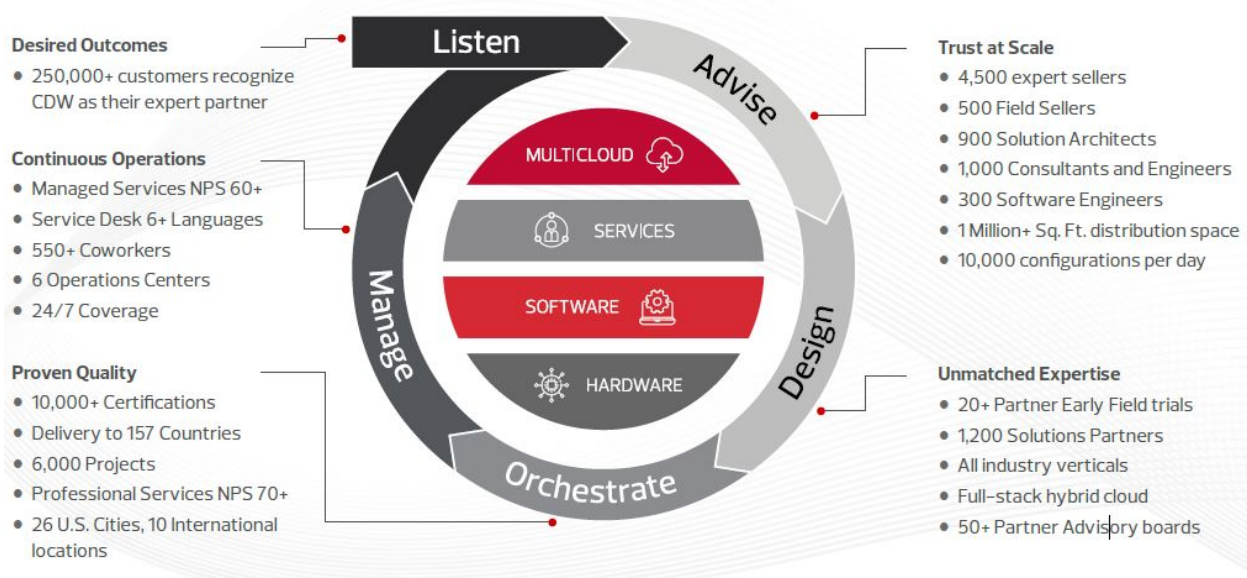 Desired Outcomes
• 250,000+ customers recognize
CDW as their expert partner
Continuous Operations
• Managed Services NPS 60+
• Service Desk 6+ Languages
• 550+ Coworkers
• 6 Operations Centers
• 24/7 Coverage
Proven Quality
• 10,000+ Certifications
• Delivery to 157 Countries
• 6,000 Projects
• Professional Services NPS 70+
• 26 U.S. Cities, 10 International
locations
Listen
Advise
Design
Orchestrate
Manage
MULTICLOUD
SERVICES
SOFTWARE
HARDWARE
Trust at Scale
• 4,500 expert sellers
• 500 Field Sellers
• 900 Solution Architects
• 1,000 Consultants and Engineers
• 300 Software Engineers
• 1 Million+ Sq. Ft. distribution space
• 10,000 configurations per day
Unmatched Expertise
• 20+ Partner Early Field trials
• 1,200 Solutions Partners
• All industry verticals
• Full-stack hybrid cloud
• 50+ Partner Advisory boards